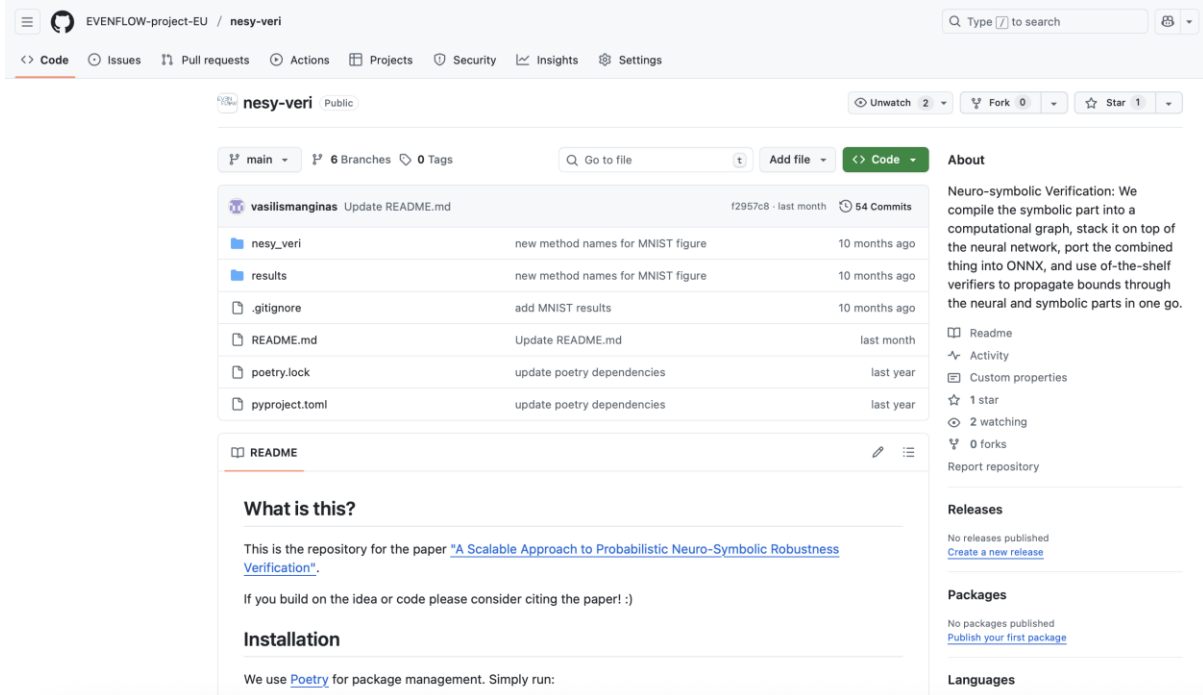 EVENFLOW-project-EU / nesy-veri
Type / to search
Code Issues Pull requests Actions Projects Security Insights Settings
nesy-veri Public
Unwatch 2 Fork 0 Star 1
main 6 Branches 0 Tags Go to file t Add file Code
vasilismanginas Update README.md f2957c8 · last month 54 Commits
nesy_veri new method names for MNIST figure 10 months ago
results new method names for MNIST figure 10 months ago
.gitignore add MNIST results 10 months ago
README.md Update README.md last month
poetry.lock update poetry dependencies last year
pyproject.toml update poetry dependencies last year
README
What is this?
This is the repository for the paper "A Scalable Approach to Probabilistic Neuro-Symbolic Robustness
Verification".
If you build on the idea or code please consider citing the paper! :)
Installation
We use Poetry for package management. Simply run:
About
Neuro-symbolic Verification: We
compile the symbolic part into a
computational graph, stack it on top of
the neural network, port the combined
thing into ONNX, and use of-the-shelf
verifiers to propagate bounds through
the neural and symbolic parts in one go.
Readme
Activity
Custom properties
1 star
2 watching
0 forks
Report repository
Releases
No releases published
Create a new release
Packages
No packages published
Publish your first package
Languages